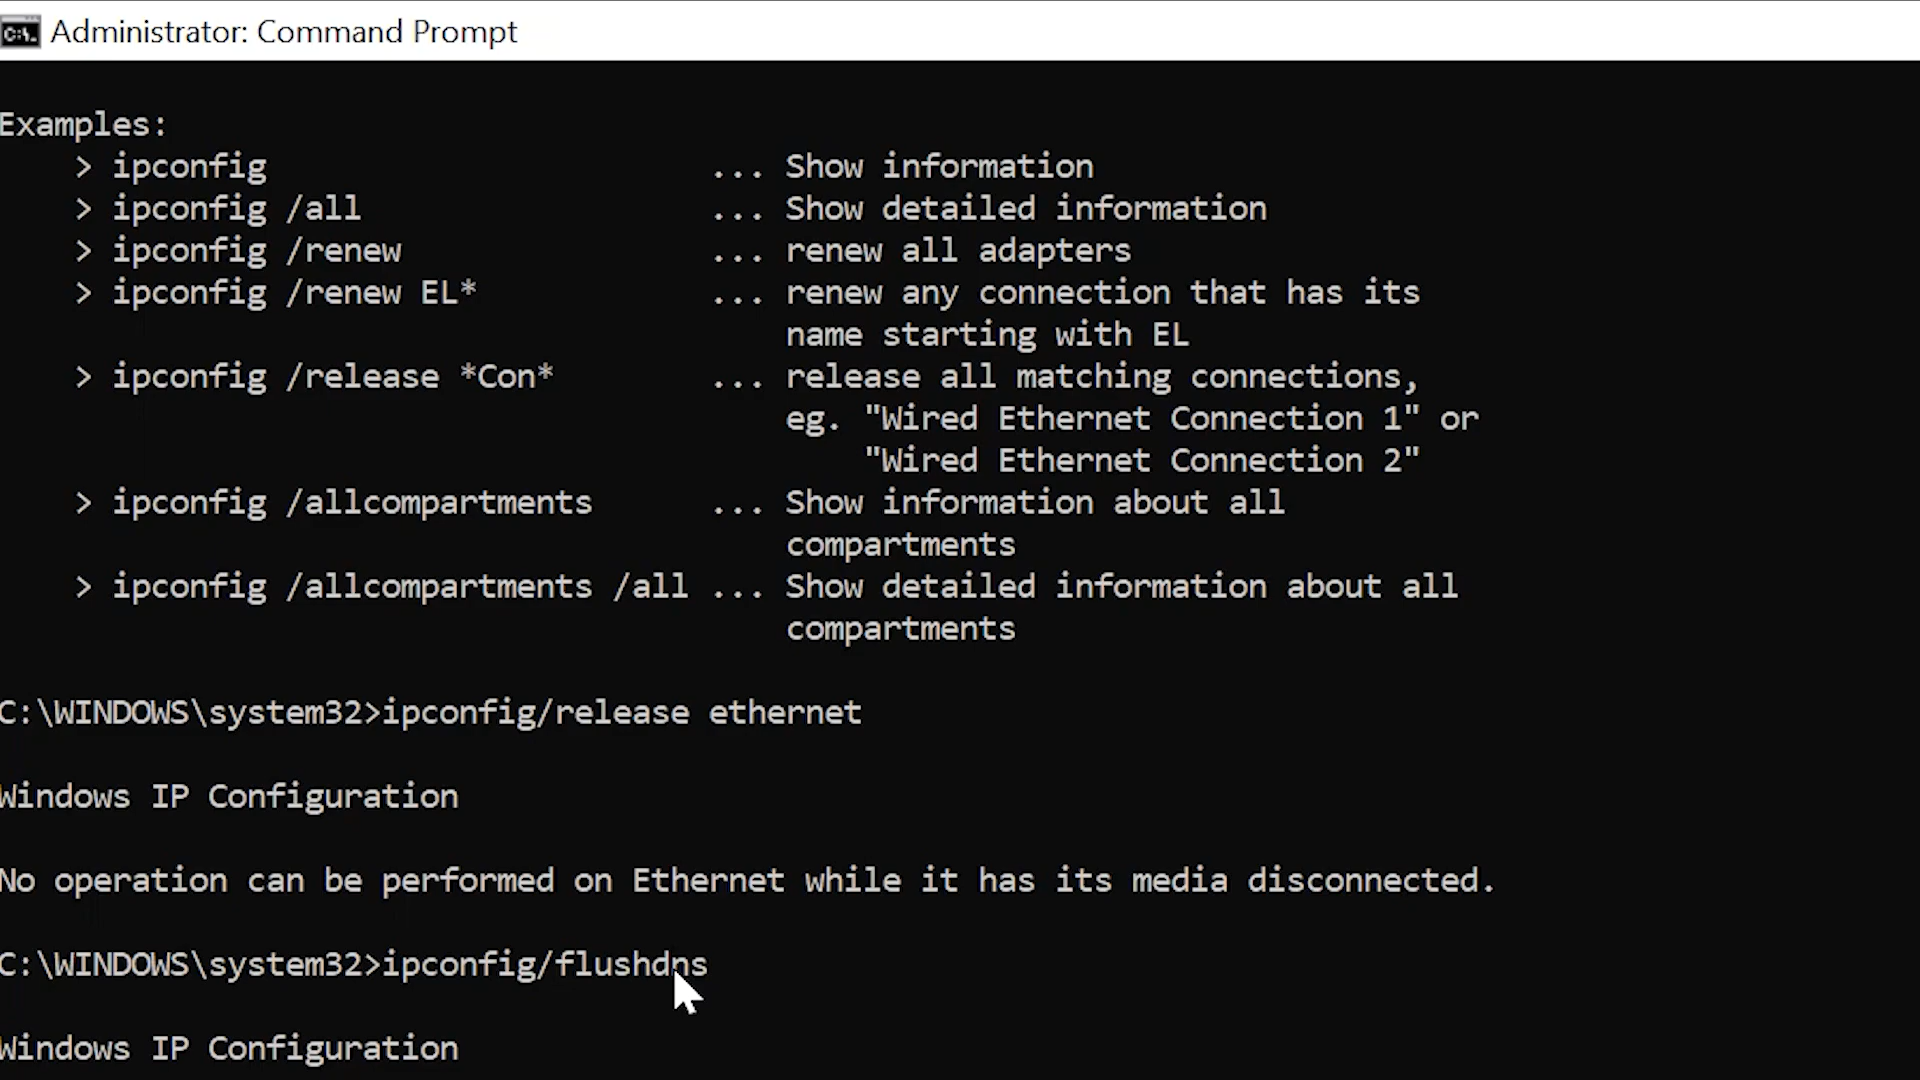 Administrator: Command Prompt
Examples:
> ipconfig ... Show information
> ipconfig /all ... Show detailed information
> ipconfig /renew ... renew all adapters
> ipconfig /renew EL* ... renew any connection that has its
name starting with EL
> ipconfig /release *Con* ... release all matching connections,
eg. "Wired Ethernet Connection 1" or
"Wired Ethernet Connection 2"
> ipconfig /allcompartments ... Show information about all
compartments
> ipconfig /allcompartments /all ... Show detailed information about all
compartments
C:\WINDOWS\system32>ipconfig/release ethernet
Windows IP Configuration
No operation can be performed on Ethernet while it has its media disconnected.
C:\WINDOWS\system32>ipconfig/flushdns
Windows IP Configuration